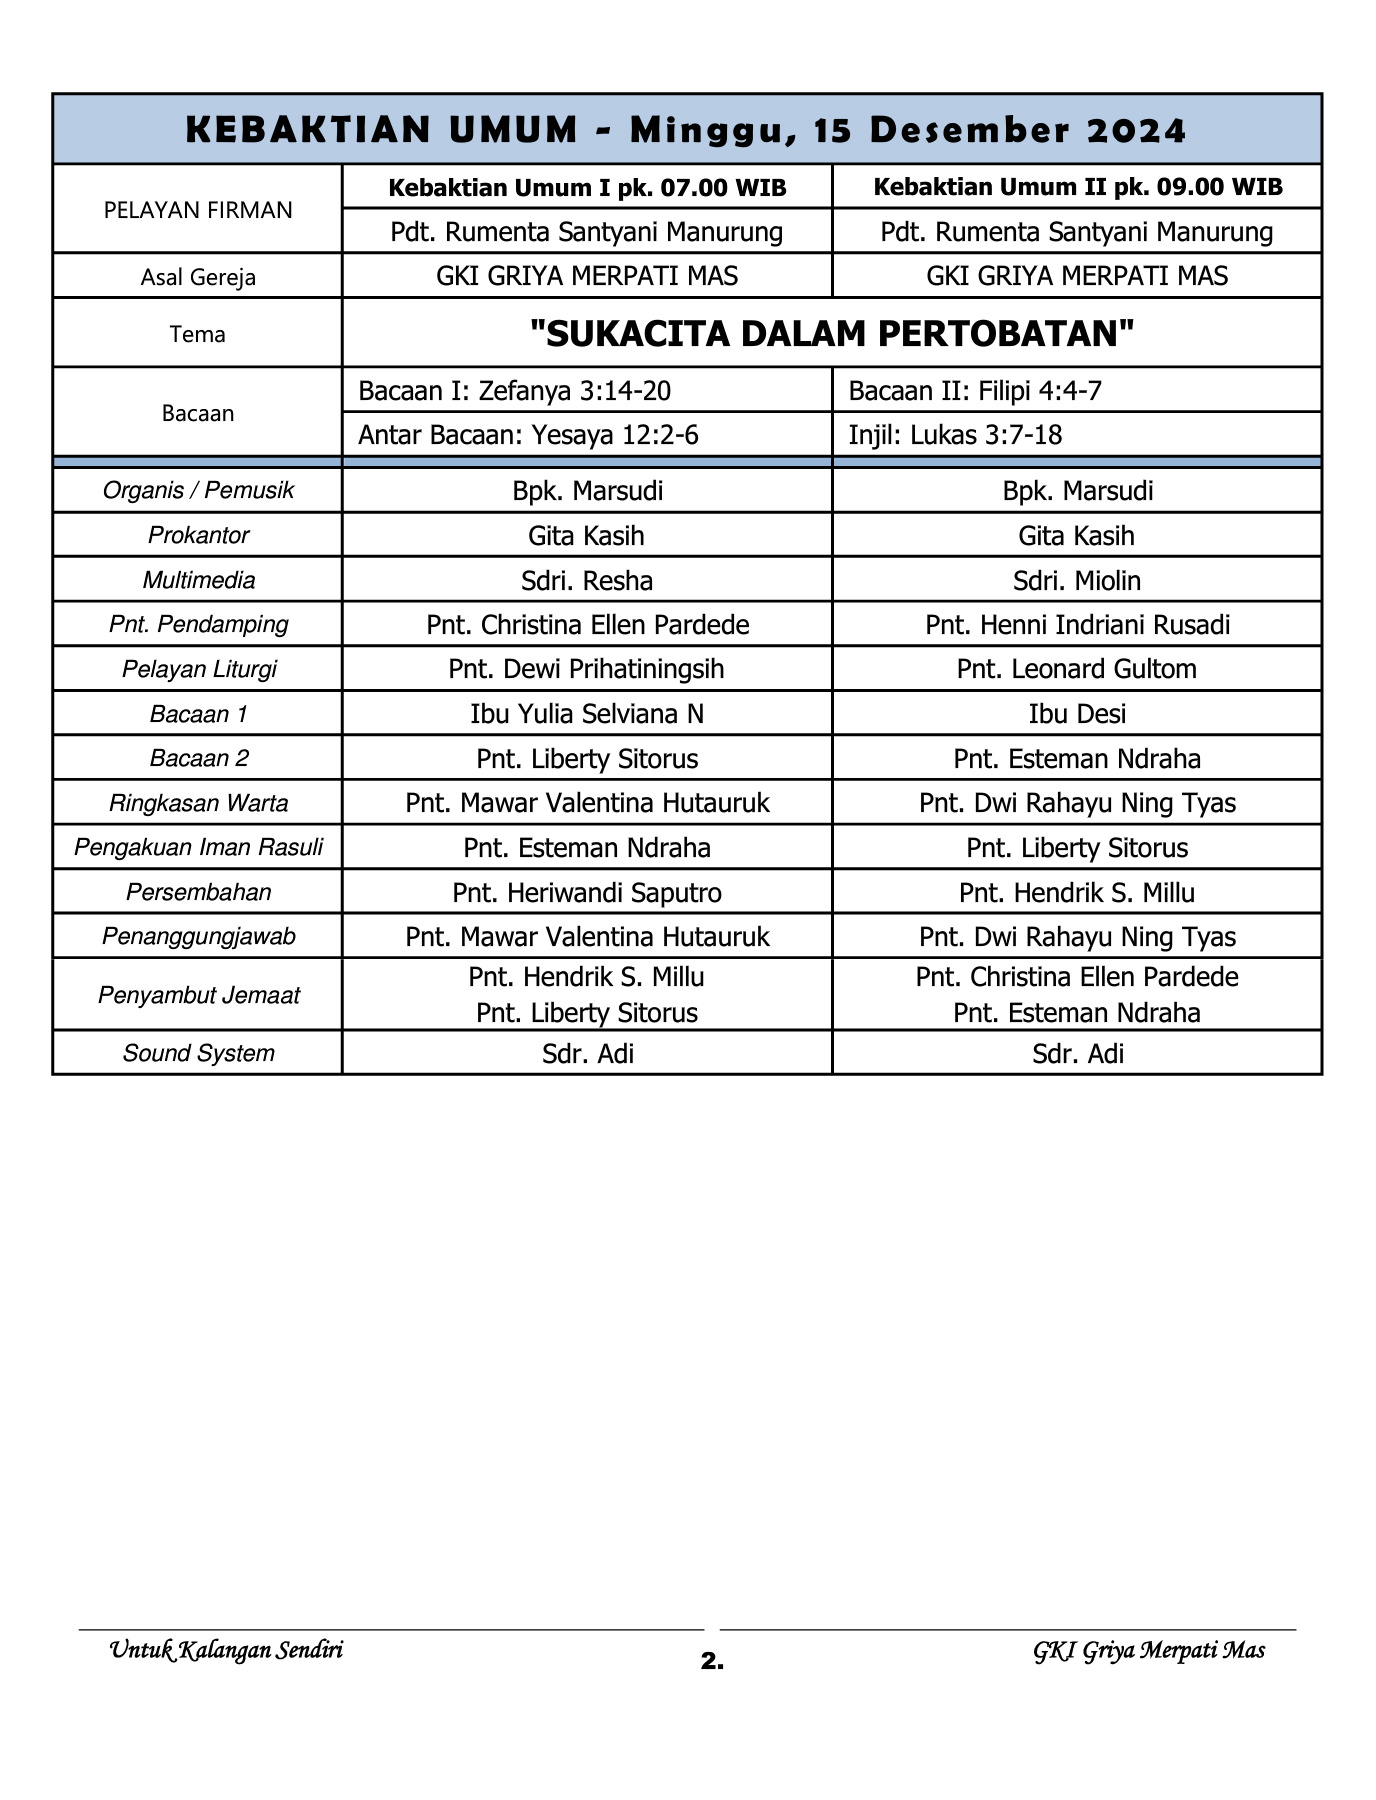 KEBAKTIAN UMUM - Minggu, 15 Desember 2024
PELAYAN FIRMAN
Kebaktian Umum I pk. 07.00 WIB
Kebaktian Umum II pk. 09.00 WIB
Pdt. Rumenta Santyani Manurung
Pdt. Rumenta Santyani Manurung
Asal Gereja
GKI GRIYA MERPATI MAS
GKI GRIYA MERPATI MAS
Tema
"SUKACITA DALAM PERTOBATAN"
Bacaan
Bacaan I: Zefanya 3:14-20
Bacaan II: Filipi 4:4-7
Antar Bacaan: Yesaya 12:2-6
Injil: Lukas 3:7-18
Organis / Pemusik
Bpk. Marsudi
Bpk. Marsudi
Prokantor
Gita Kasih
Gita Kasih
Multimedia
Sdri. Resha
Sdri. Miolin
Pnt. Pendamping
Pnt. Christina Ellen Pardede
Pnt. Henni Indriani Rusadi
Pelayan Liturgi
Pnt. Dewi Prihatiningsih
Pnt. Leonard Gultom
Bacaan 1
Ibu Yulia Selviana N
Ibu Desi
Bacaan 2
Pnt. Liberty Sitorus
Pnt. Esteman Ndraha
Ringkasan Warta
Pnt. Mawar Valentina Hutauruk
Pnt. Dwi Rahayu Ning Tyas
Pengakuan Iman Rasuli
Pnt. Esteman Ndraha
Pnt. Liberty Sitorus
Persembahan
Pnt. Heriwandi Saputro
Pnt. Hendrik S. Millu
Penanggungjawab
Pnt. Mawar Valentina Hutauruk
Pnt. Dwi Rahayu Ning Tyas
Penyambut Jemaat
Pnt. Hendrik S. Millu
Pnt. Liberty Sitorus
Pnt. Christina Ellen Pardede
Pnt. Esteman Ndraha
Sound System
Sdr. Adi
Sdr. Adi
Untuk Kalangan Sendiri
2.
GKI Griya Merpati Mas